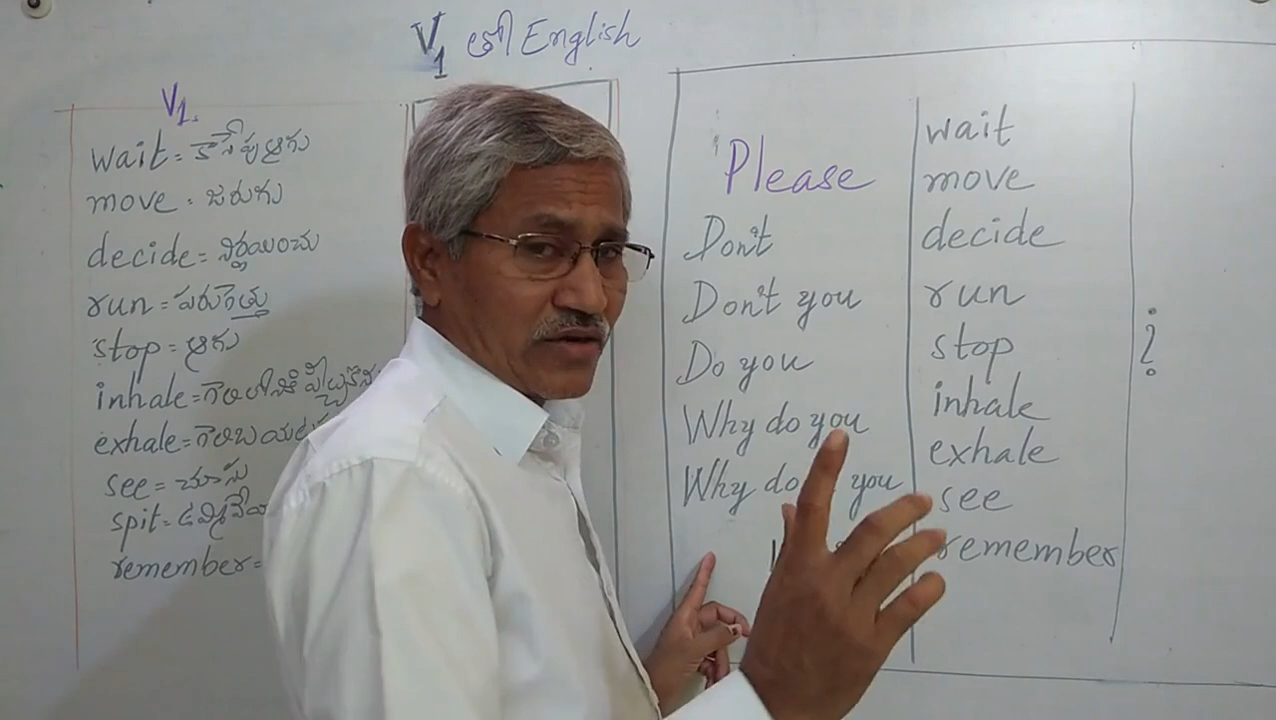 V1 తో English
V1.
wait = కాసేపు ఆగు
move = జరుగు
decide = నిర్ణయించు
run = పరుగెత్తు
stop = ఆగు
inhale =
exhale =
see = చూసు
spit =
remember =
Please
Don't
Don't you
Do you
Why do you
Why do you
wait
move
decide
run
stop
inhale
exhale
see
remember
?